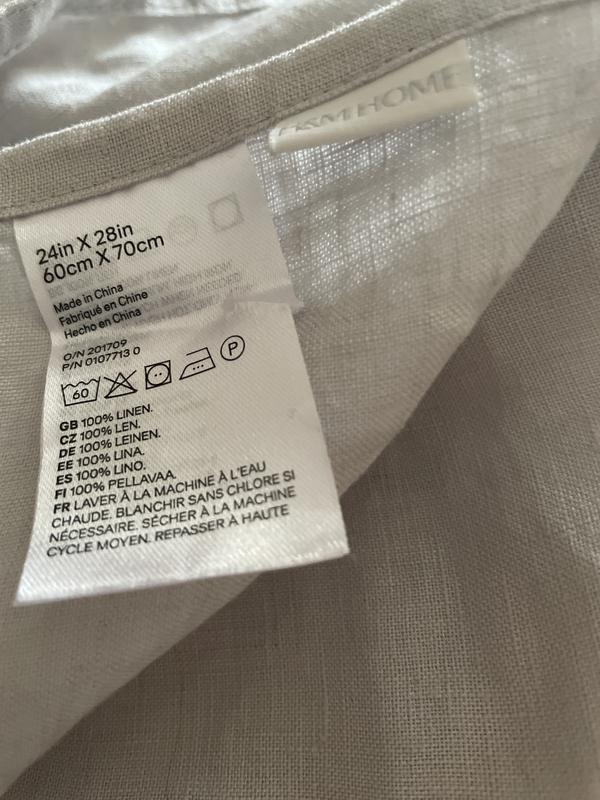 H&M HOME
24in X 28in
60cm X 70cm
Made in China
Fabriqué en Chine
Hecho en China
O/N 201709
P/N 0107713 0
60 P
GB 100% LINEN.
CZ 100% LEN.
DE 100% LEINEN.
EE 100% LINA.
ES 100% LINO.
FI 100% PELLAVAA.
FR LAVER À LA MACHINE À L'EAU
CHAUDE. BLANCHIR SANS CHLORE SI
NÉCESSAIRE. SÉCHER À LA MACHINE
CYCLE MOYEN. REPASSER À HAUTE